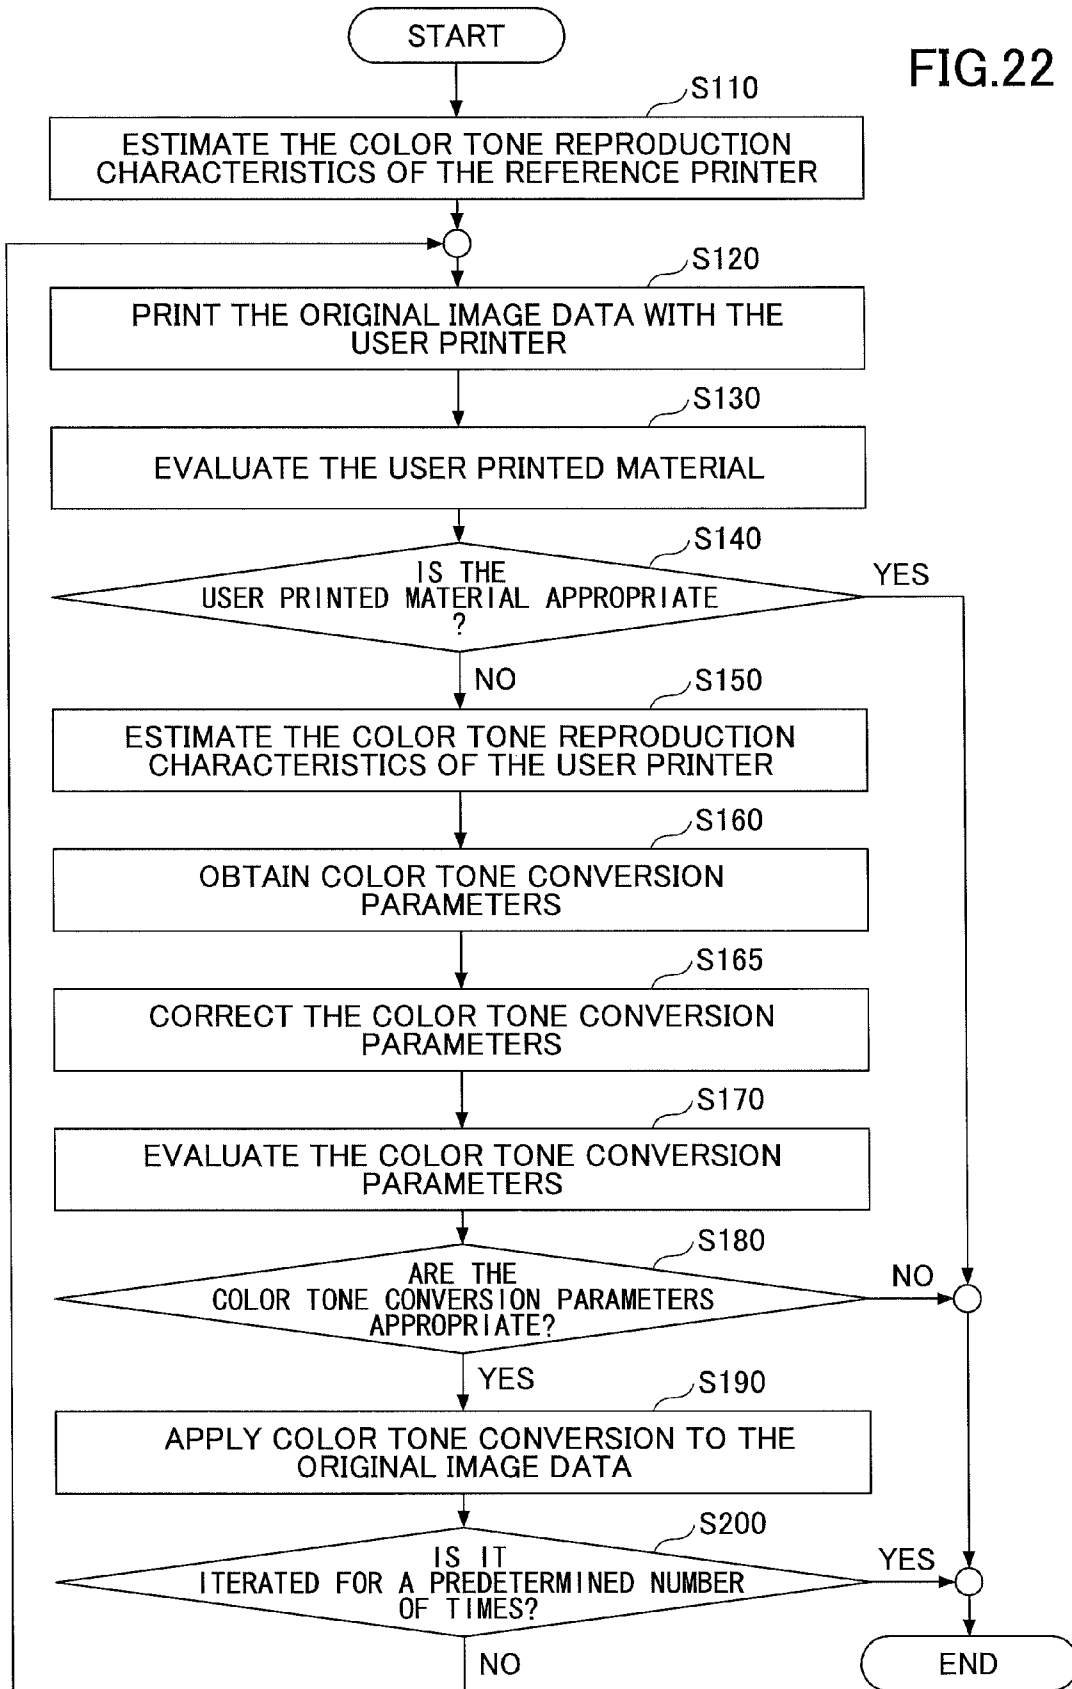 START
FIG.22
S110
ESTIMATE THE COLOR TONE REPRODUCTION
CHARACTERISTICS OF THE REFERENCE PRINTER
S120
PRINT THE ORIGINAL IMAGE DATA WITH THE
USER PRINTER
S130
EVALUATE THE USER PRINTED MATERIAL
S140
IS THE
USER PRINTED MATERIAL APPROPRIATE
?
YES
NO
S150
ESTIMATE THE COLOR TONE REPRODUCTION
CHARACTERISTICS OF THE USER PRINTER
S160
OBTAIN COLOR TONE CONVERSION
PARAMETERS
S165
CORRECT THE COLOR TONE CONVERSION
PARAMETERS
S170
EVALUATE THE COLOR TONE CONVERSION
PARAMETERS
S180
ARE THE
COLOR TONE CONVERSION PARAMETERS
APPROPRIATE?
NO
YES
S190
APPLY COLOR TONE CONVERSION TO THE
ORIGINAL IMAGE DATA
S200
IS IT
ITERATED FOR A PREDETERMINED NUMBER
OF TIMES?
YES
NO
END